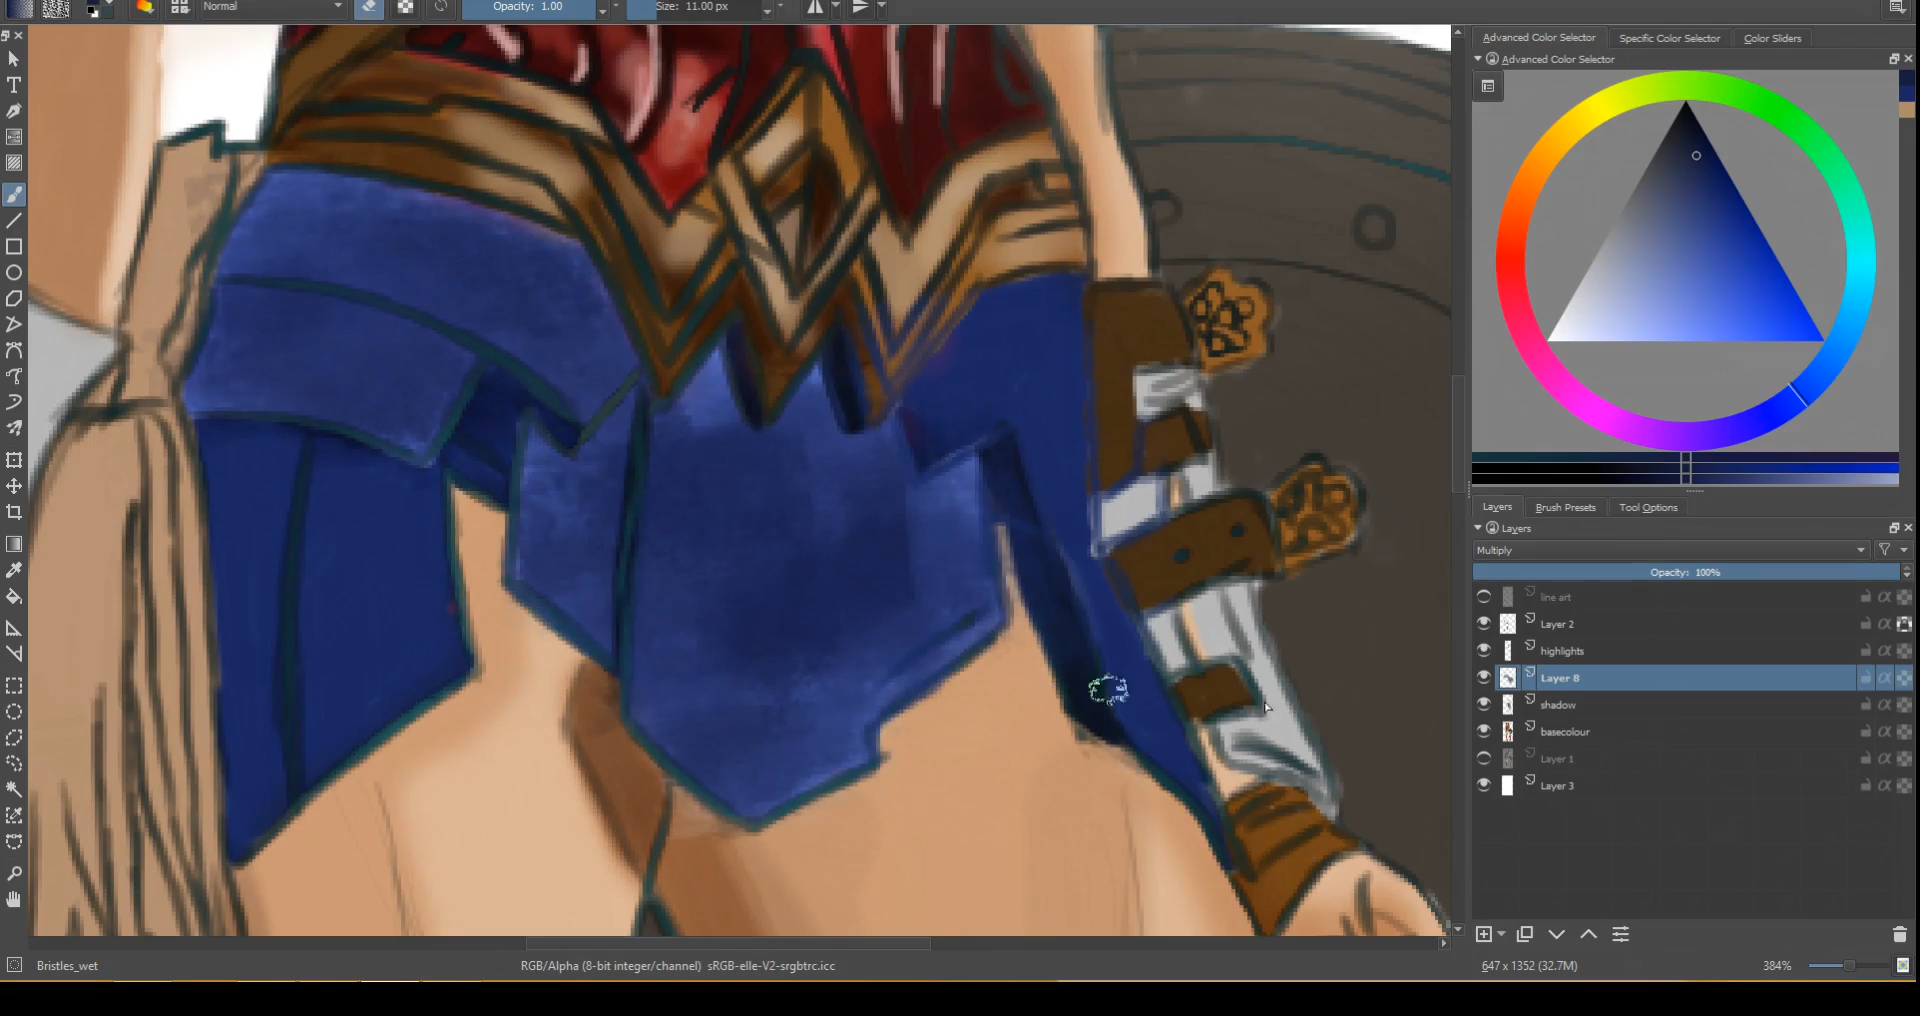 Normal
Opacity: 1.00
Size: 11.00 px
Advanced Color Selector
Specific Color Selector
Color Sliders
Advanced Color Selector
Layers
Brush Presets
Tool Options
Layers
Multiply
Opacity: 100%
line art
Layer 2
highlights
Layer 8
shadow
basecolour
Layer 1
Layer 3
Bristles_wet
RGB/Alpha (8-bit integer/channel) sRGB-elle-V2-srgbtrc.icc
647 x 1352 (32.7M)
384%